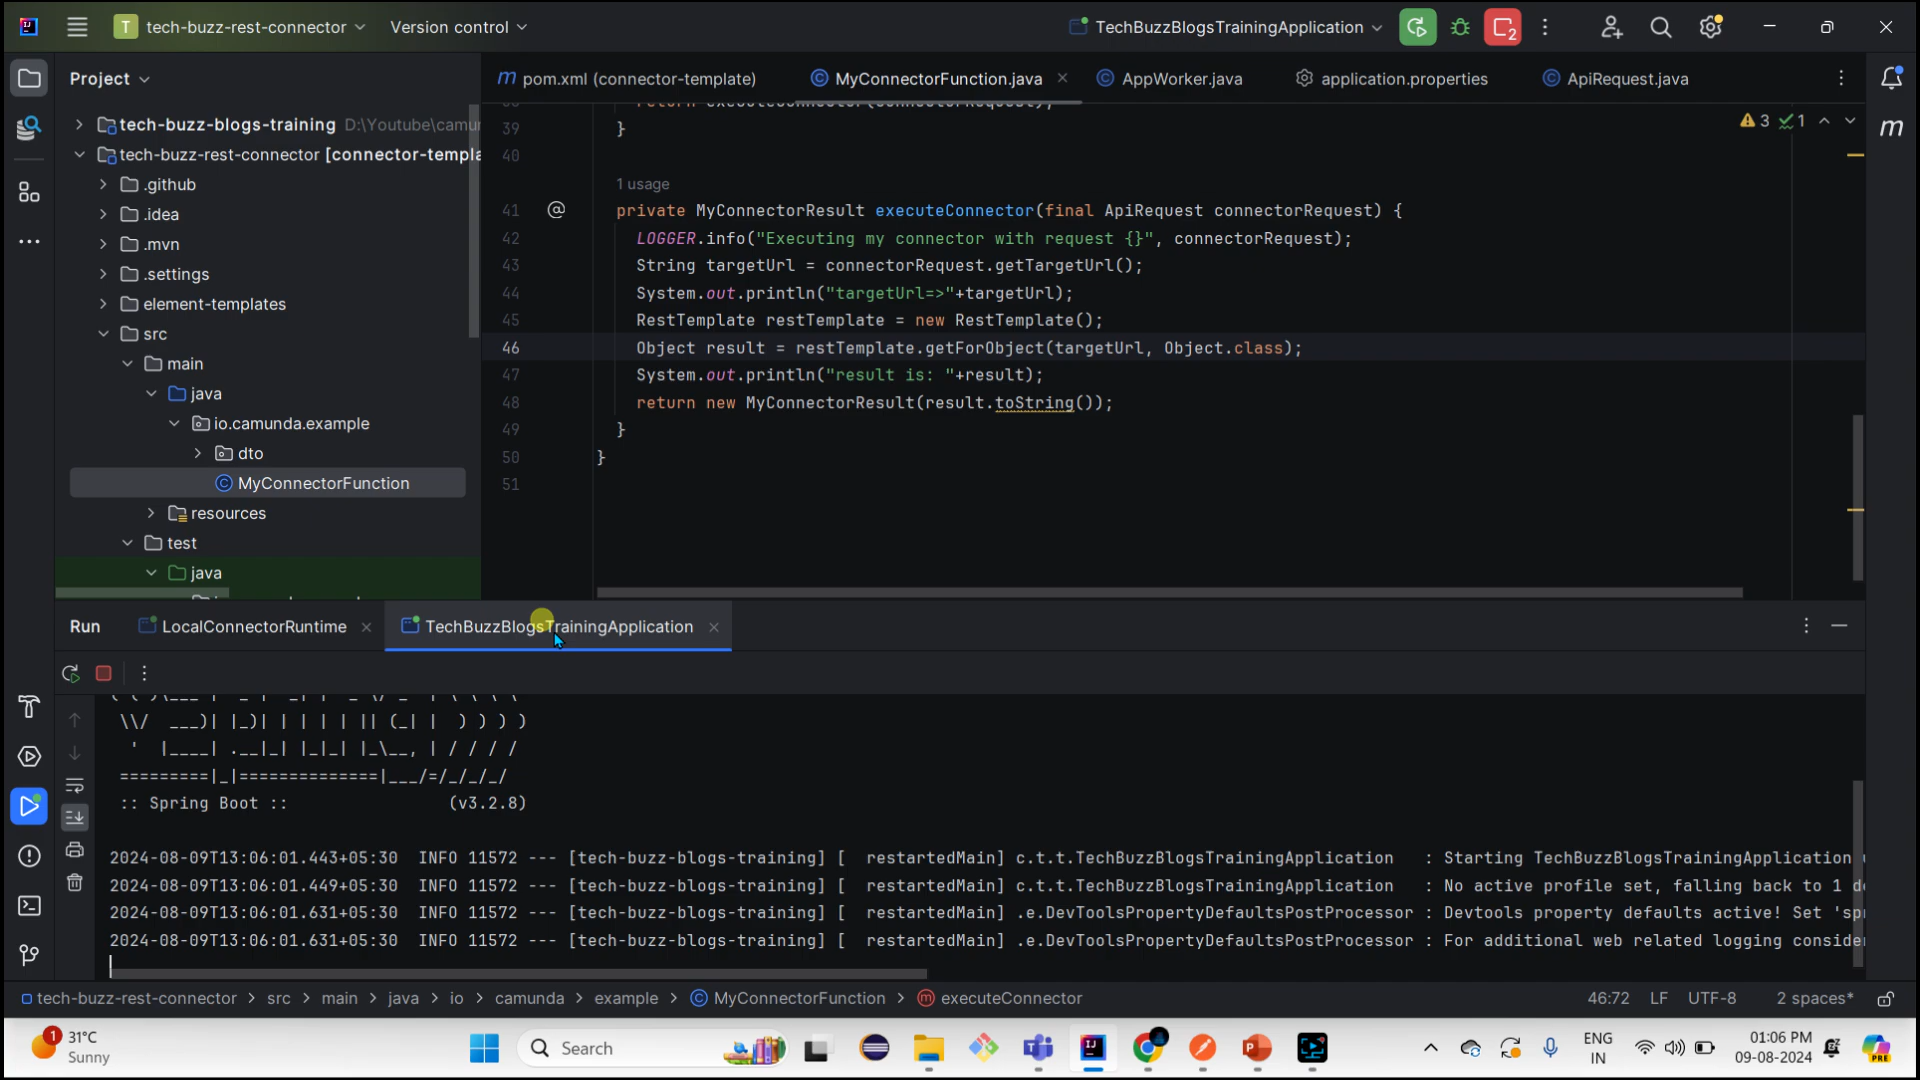 T tech-buzz-rest-connector Version control TechBuzzBlogsTrainingApplication 2
Project
m pom.xml (connector-template) MyConnectorFunction.java AppWorker.java application.properties ApiRequest.java
tech-buzz-blogs-training D:\Youtube\camu
tech-buzz-rest-connector [connector-templa
.github
.idea
.mvn
.settings
element-templates
src
main
java
io.camunda.example
dto
MyConnectorFunction
resources
test
java
3 1
39 }
40
1 usage
41 @ private MyConnectorResult executeConnector(final ApiRequest connectorRequest) {
42 LOGGER.info("Executing my connector with request {}", connectorRequest);
43 String targetUrl = connectorRequest.getTargetUrl();
44 System.out.println("targetUrl=>"+targetUrl);
45 RestTemplate restTemplate = new RestTemplate();
46 Object result = restTemplate.getForObject(targetUrl, Object.class);
47 System.out.println("result is: "+result);
48 return new MyConnectorResult(result.toString());
49 }
50 }
51
Run LocalConnectorRuntime TechBuzzBlogsTrainingApplication
\\/ ___)| |_)| | | | | || (_| | ) ) ) )
' |____| .__|_| |_|_| |_\__, | / / / /
=========|_|==============|___/=/_/_/_/
:: Spring Boot :: (v3.2.8)
2024-08-09T13:06:01.443+05:30 INFO 11572 --- [tech-buzz-blogs-training] [ restartedMain] c.t.t.TechBuzzBlogsTrainingApplication : Starting TechBuzzBlogsTrainingApplication
2024-08-09T13:06:01.449+05:30 INFO 11572 --- [tech-buzz-blogs-training] [ restartedMain] c.t.t.TechBuzzBlogsTrainingApplication : No active profile set, falling back to 1 d
2024-08-09T13:06:01.631+05:30 INFO 11572 --- [tech-buzz-blogs-training] [ restartedMain] .e.DevToolsPropertyDefaultsPostProcessor : Devtools property defaults active! Set 'sp
2024-08-09T13:06:01.631+05:30 INFO 11572 --- [tech-buzz-blogs-training] [ restartedMain] .e.DevToolsPropertyDefaultsPostProcessor : For additional web related logging conside
tech-buzz-rest-connector > src > main > java > io > camunda > example > MyConnectorFunction > executeConnector 46:72 LF UTF-8 2 spaces*
1 31°C
Sunny
Search
ENG
IN
01:06 PM
09-08-2024
PRE